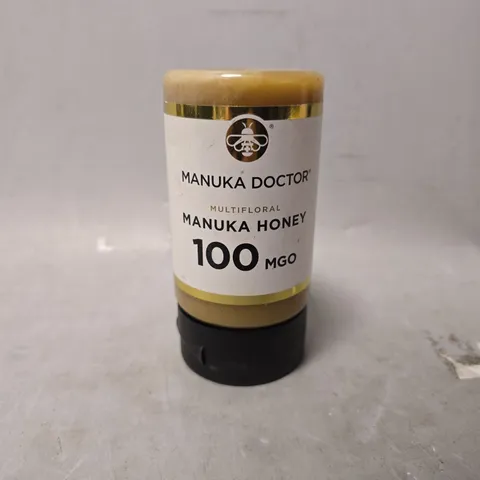 ®
MANUKA DOCTOR®
MULTIFLORAL
MANUKA HONEY
100 MGO